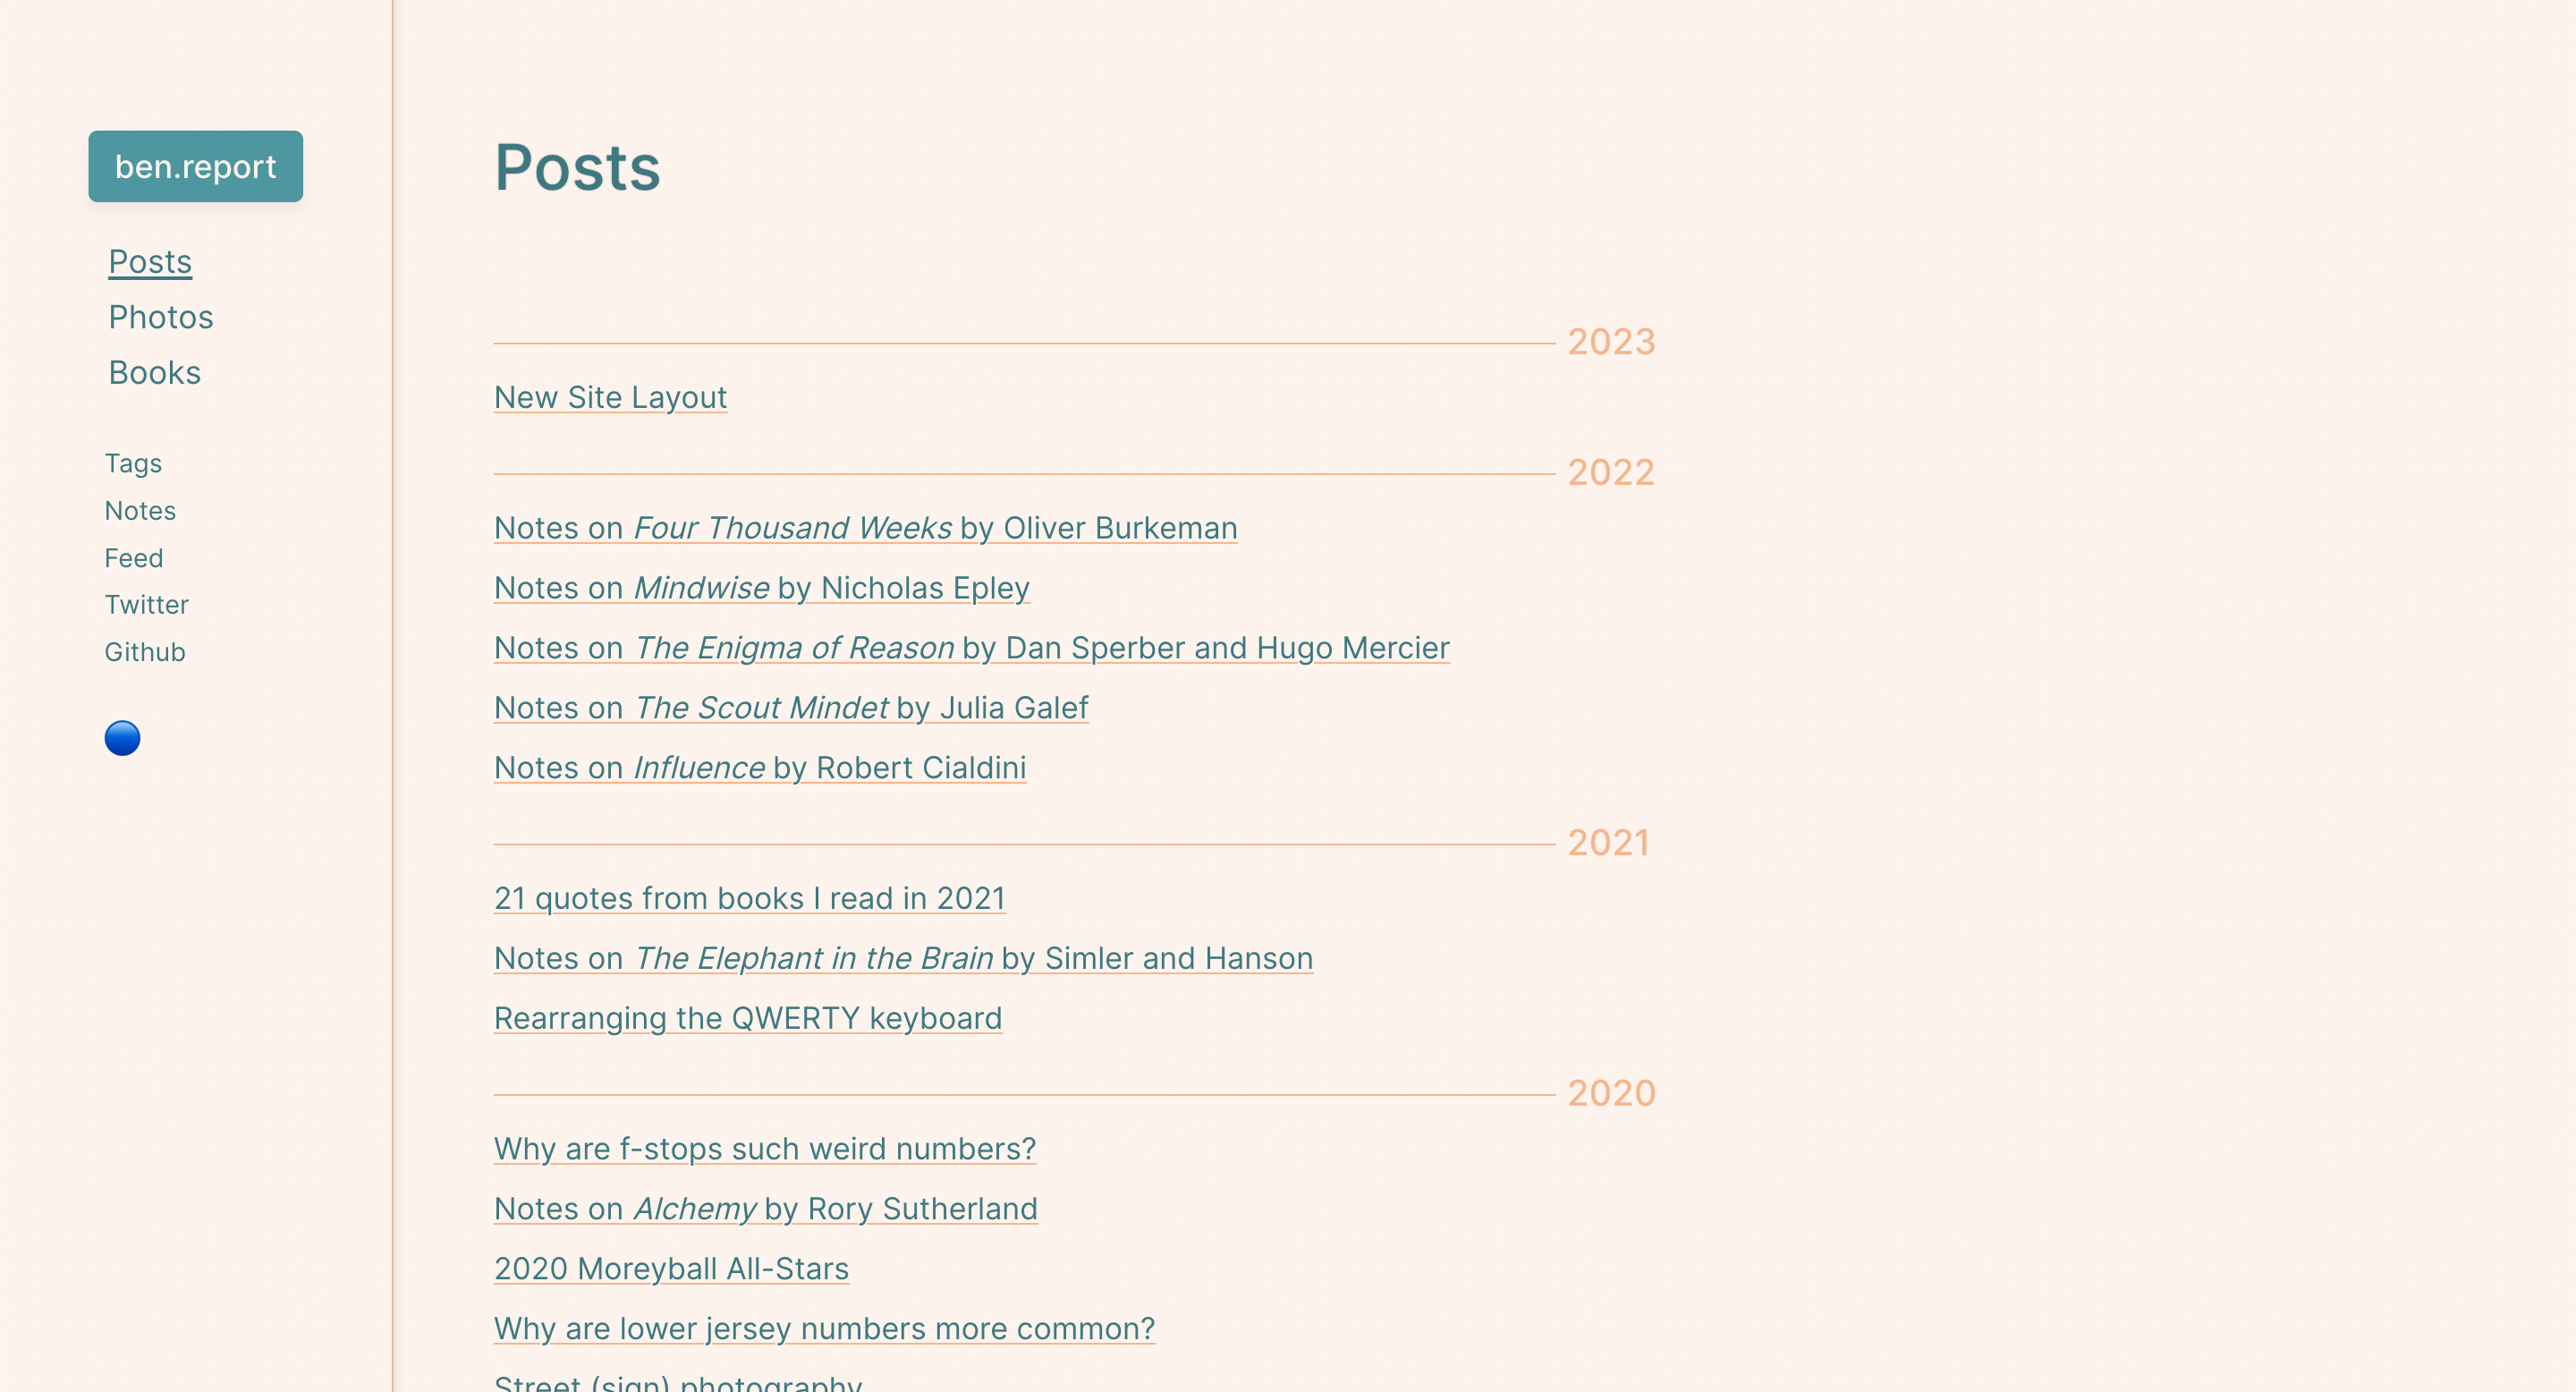 ben.report
Posts
Photos
Books
Tags
Notes
Feed
Twitter
Github
Posts
2023
New Site Layout
2022
Notes on Four Thousand Weeks by Oliver Burkeman
Notes on Mindwise by Nicholas Epley
Notes on The Enigma of Reason by Dan Sperber and Hugo Mercier
Notes on The Scout Mindet by Julia Galef
Notes on Influence by Robert Cialdini
2021
21 quotes from books I read in 2021
Notes on The Elephant in the Brain by Simler and Hanson
Rearranging the QWERTY keyboard
2020
Why are f-stops such weird numbers?
Notes on Alchemy by Rory Sutherland
2020 Moreyball All-Stars
Why are lower jersey numbers more common?
Street (sign) photography